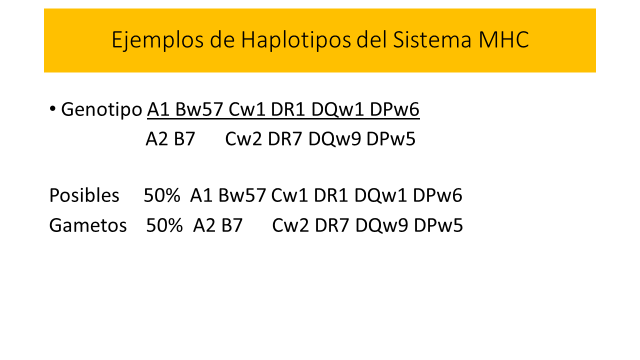 Ejemplos de Haplotipos del Sistema MHC
• Genotipo A1 Bw57 Cw1 DR1 DQw1 DPw6
A2 B7 Cw2 DR7 DQw9 DPw5
Posibles 50% A1 Bw57 Cw1 DR1 DQw1 DPw6
Gametos 50% A2 B7 Cw2 DR7 DQw9 DPw5